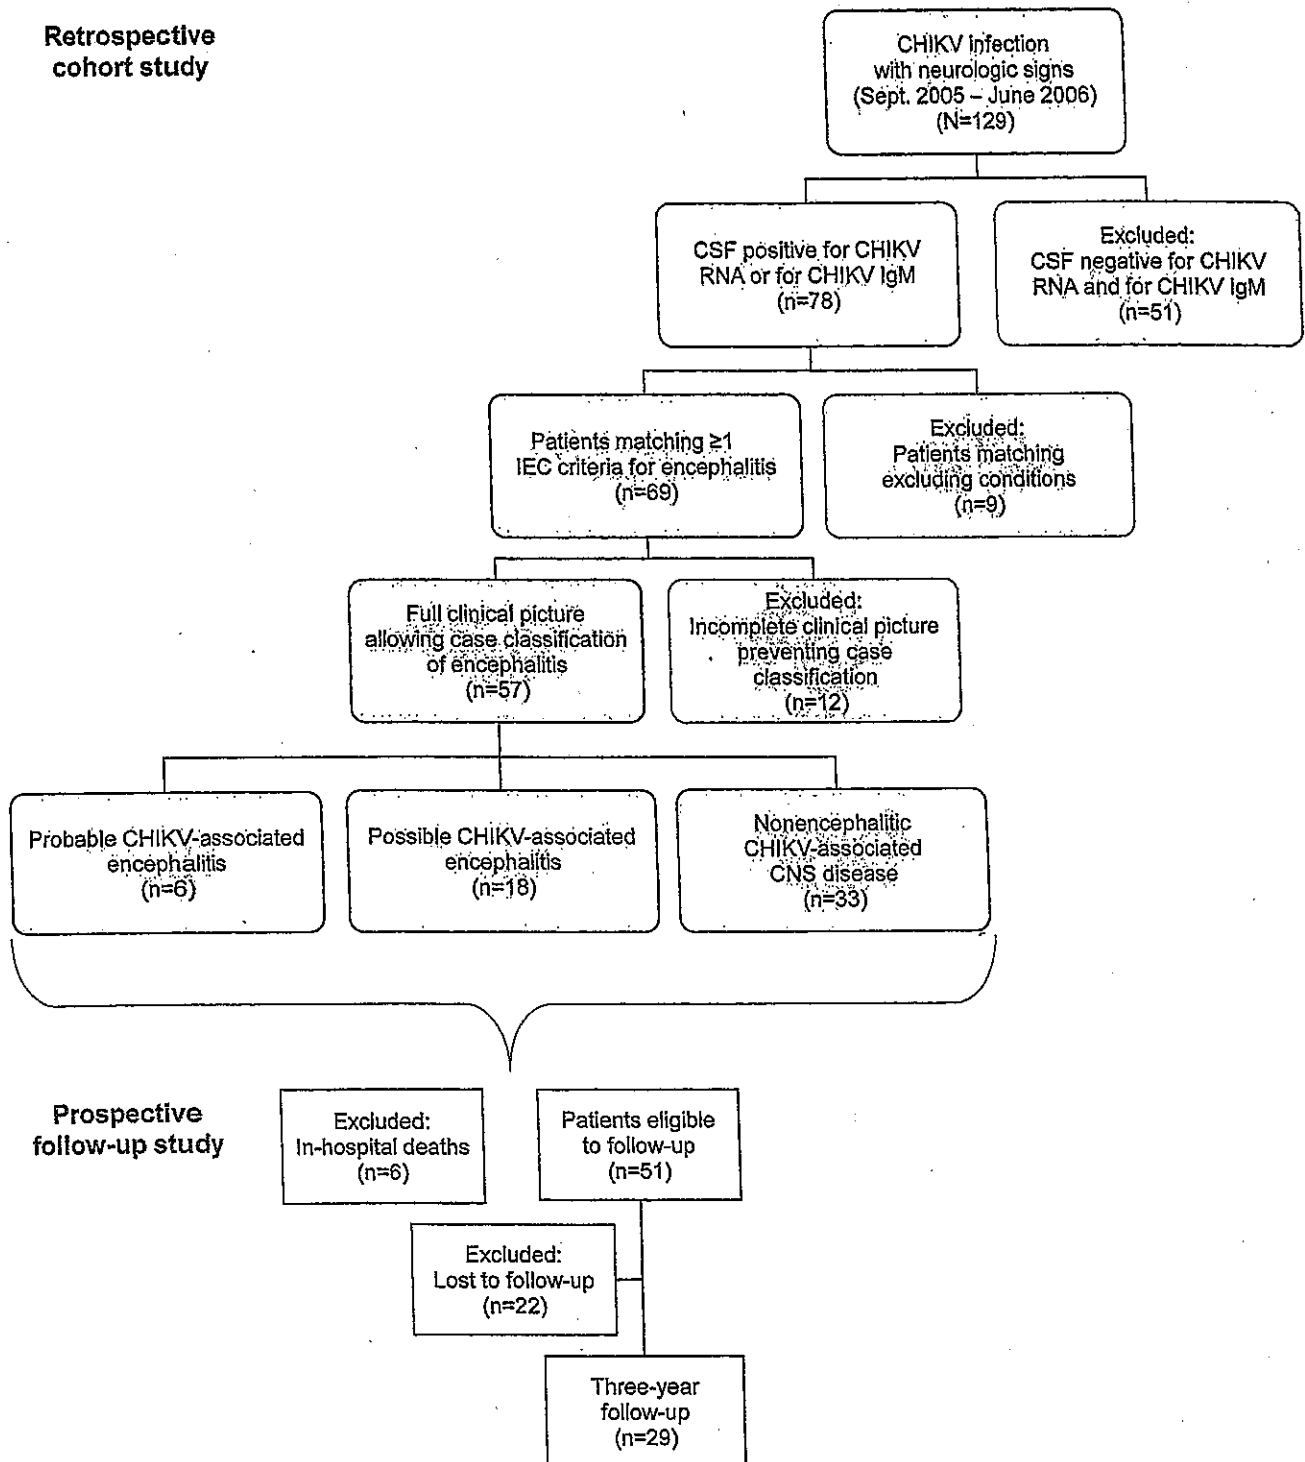 Retrospective
cohort study
CHIKV infection
with neurologic signs
(Sept. 2005 – June 2006)
(N=129)
CSF positive for CHIKV
RNA or for CHIKV IgM
(n=78)
Excluded:
CSF negative for CHIKV
RNA and for CHIKV IgM
(n=51)
Patients matching ≥1
IEC criteria for encephalitis
(n=69)
Excluded:
Patients matching
excluding conditions
(n=9)
Full clinical picture
allowing case classification
of encephalitis
(n=57)
Excluded:
Incomplete clinical picture
preventing case
classification
(n=12)
Probable CHIKV-associated
encephalitis
(n=6)
Possible CHIKV-associated
encephalitis
(n=18)
Nonencephalitic
CHIKV-associated
CNS disease
(n=33)
Prospective
follow-up study
Excluded:
In-hospital deaths
(n=6)
Patients eligible
to follow-up
(n=51)
Excluded:
Lost to follow-up
(n=22)
Three-year
follow-up
(n=29)